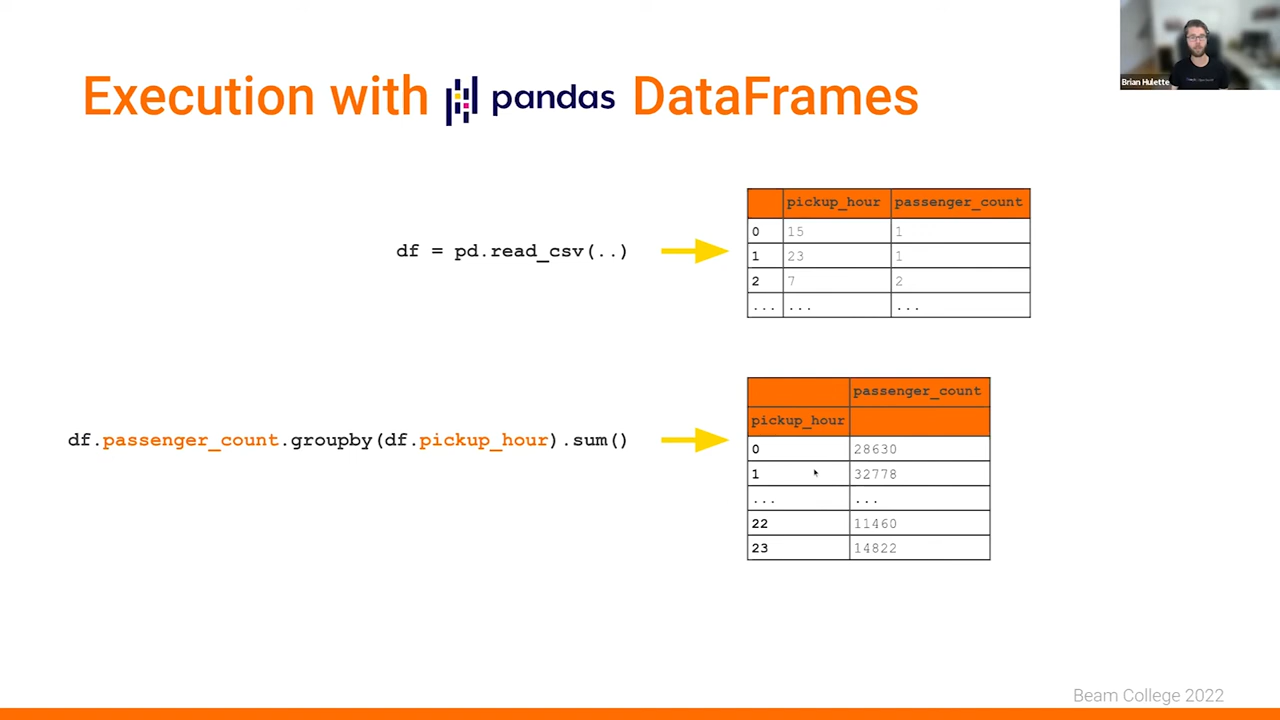 Brian Hulette
Execution with pandas DataFrames
df = pd.read_csv(..)
pickup_hour passenger_count
0 15 1
1 23 1
2 7 2
... ... ...
df.passenger_count.groupby(df.pickup_hour).sum()
passenger_count
pickup_hour
0 28630
1 32778
... ...
22 11460
23 14822
Beam College 2022